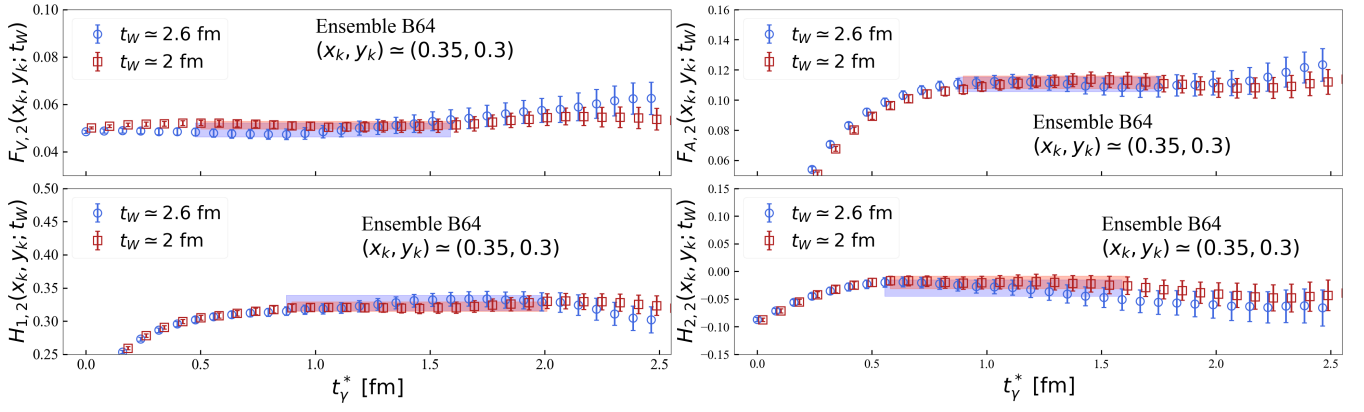 F_{V,2}(x_k, y_k; t_W)
0.10
0.08
0.06
0.04
t_W ≃ 2.6 fm
t_W ≃ 2 fm
Ensemble B64
(x_k, y_k) ≃ (0.35, 0.3)
F_{A,2}(x_k, y_k; t_W)
0.16
0.14
0.12
0.10
0.08
0.06
t_W ≃ 2.6 fm
t_W ≃ 2 fm
Ensemble B64
(x_k, y_k) ≃ (0.35, 0.3)
H_{1,2}(x_k, y_k; t_W)
0.50
0.45
0.40
0.35
0.30
0.25
t_W ≃ 2.6 fm
t_W ≃ 2 fm
Ensemble B64
(x_k, y_k) ≃ (0.35, 0.3)
0.0 0.5 1.0 1.5 2.0 2.5
t_γ^* [fm]
H_{2,2}(x_k, y_k; t_W)
0.15
0.10
0.05
0.00
−0.05
−0.10
−0.15
t_W ≃ 2.6 fm
t_W ≃ 2 fm
Ensemble B64
(x_k, y_k) ≃ (0.35, 0.3)
0.0 0.5 1.0 1.5 2.0 2.5
t_γ^* [fm]